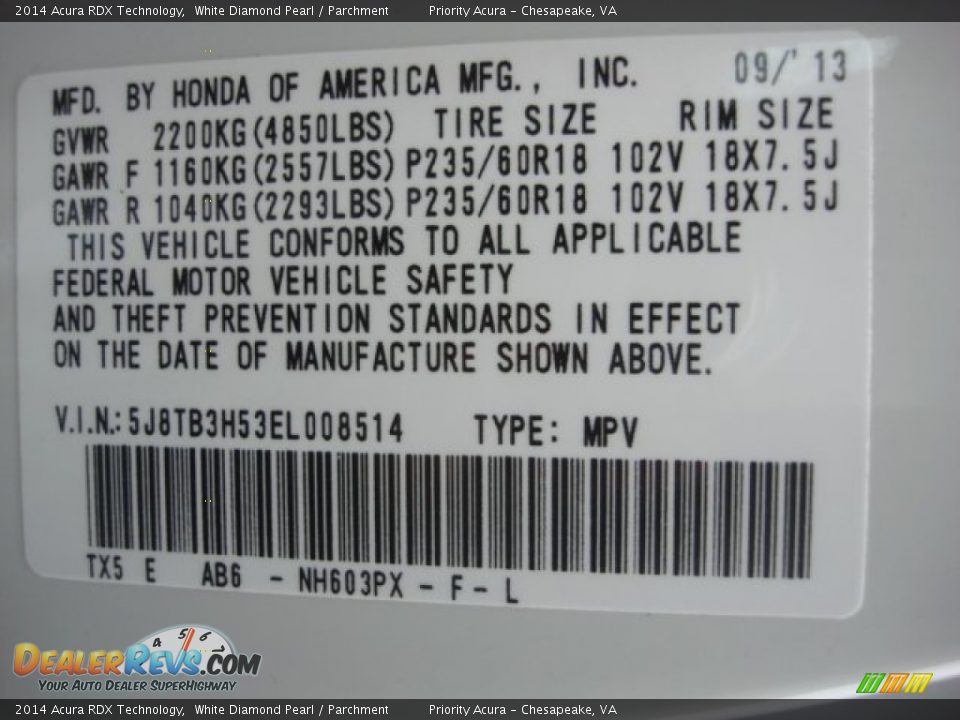 2014 Acura RDX Technology, White Diamond Pearl / Parchment Priority Acura - Chesapeake, VA
MFD. BY HONDA OF AMERICA MFG., INC. 09/'13
GVWR 2200KG(4850LBS) TIRE SIZE RIM SIZE
GAWR F 1160KG(2557LBS) P235/60R18 102V 18X7.5J
GAWR R 1040KG(2293LBS) P235/60R18 102V 18X7.5J
THIS VEHICLE CONFORMS TO ALL APPLICABLE
FEDERAL MOTOR VEHICLE SAFETY
AND THEFT PREVENTION STANDARDS IN EFFECT
ON THE DATE OF MANUFACTURE SHOWN ABOVE.
V.I.N.: 5J8TB3H53EL008514 TYPE: MPV
TX5 E AB6 - NH603PX - F - L
4 5 6 7
DEALERREVS.COM
YOUR AUTO DEALER SUPERHIGHWAY
2014 Acura RDX Technology, White Diamond Pearl / Parchment Priority Acura - Chesapeake, VA